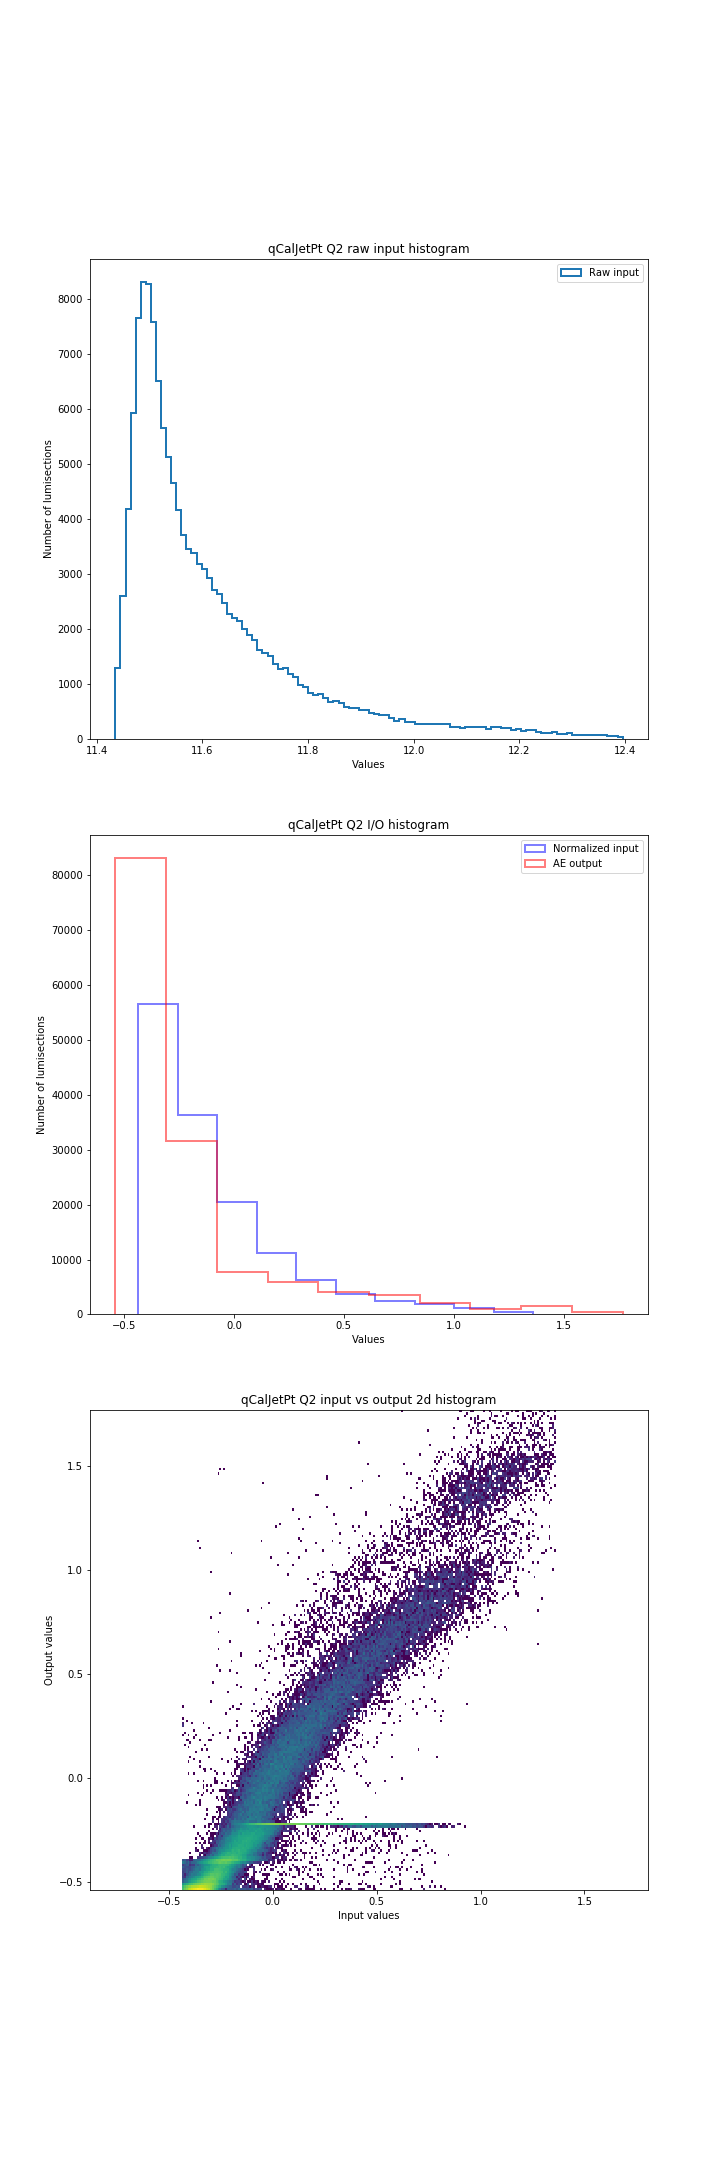 qCalJetPt Q2 raw input histogram
Raw input
8000
7000
6000
5000
4000
3000
2000
1000
0
Number of lumisections
11.4 11.6 11.8 12.0 12.2 12.4
Values
qCalJetPt Q2 I/O histogram
Normalized input
AE output
80000
70000
60000
50000
40000
30000
20000
10000
0
Number of lumisections
−0.5 0.0 0.5 1.0 1.5
Values
qCalJetPt Q2 input vs output 2d histogram
1.5
1.0
0.5
0.0
−0.5
Output values
−0.5 0.0 0.5 1.0 1.5
Input values